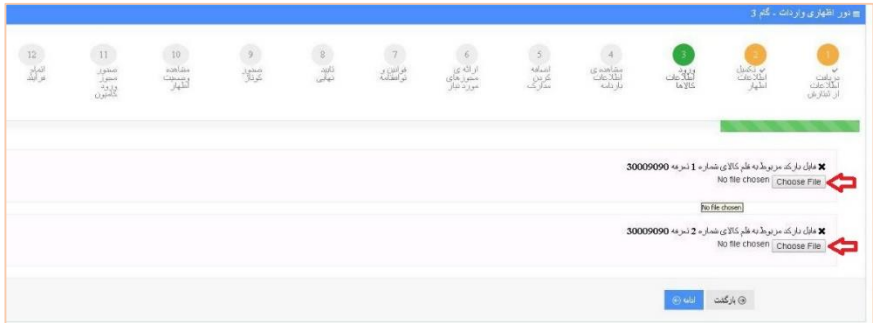 دور اظهاری واردات - گام 3
1
✓ دریافت اطلاعات از ثبتارش
2
✓ تکمیل اطلاعات اظهار
3
ورود اطلاعات کالاها
4
مشاهده ی اطلاعات بارنامه
5
اضافه کردن مدارک
6
ارائه ی مجوزهای مورد نیاز
7
قوانین و توافقنامه
8
تایید نهایی
9
صدور کوتاژ
10
مشاهده وضعیت اظهار
11
صدور مجوز ورود کامیون
12
اتمام فرآیند
✖ فایل بارکد مربوط به قلم کالای شماره 1 تعرفه 30009090
Choose File No file chosen
No file chosen
✖ فایل بارکد مربوط به قلم کالای شماره 2 تعرفه 30009090
Choose File No file chosen
بازگشت
ادامه